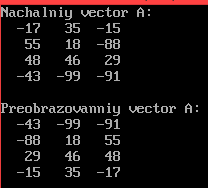 Nachalniy vector A:
-17 35 -15
55 18 -88
48 46 29
-43 -99 -91
Preobrazovanniy vector A:
-43 -99 -91
-88 18 55
29 46 48
-15 35 -17